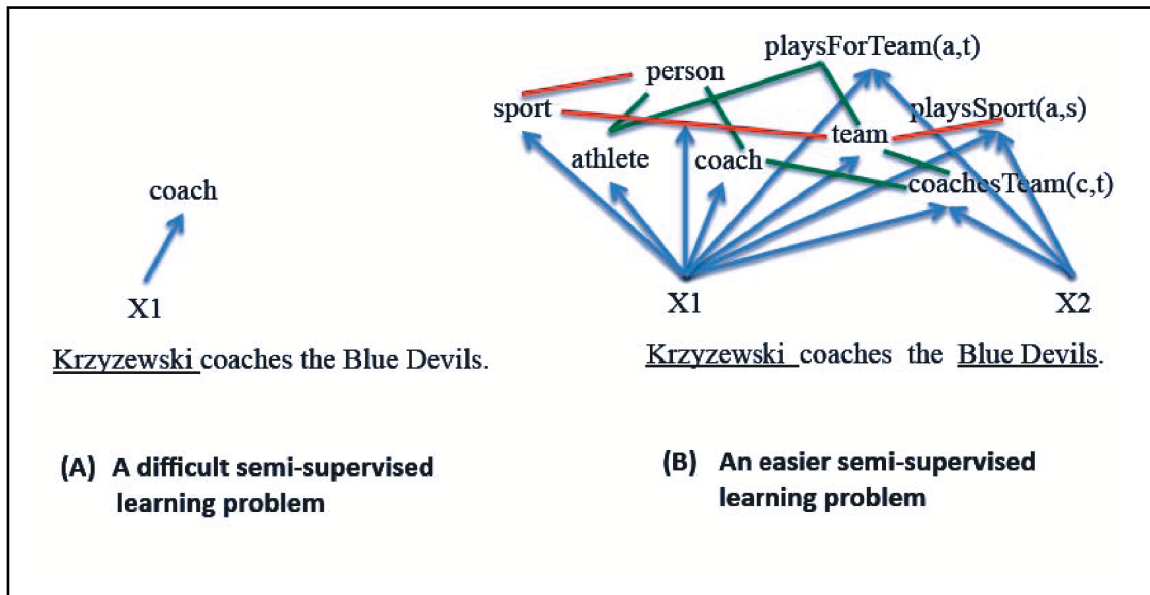 coach
X1
Krzyzewski coaches the Blue Devils.
(A) A difficult semi-supervised
learning problem
playsForTeam(a,t)
person
sport
playsSport(a,s)
team
athlete
coach
coachesTeam(c,t)
X1
X2
Krzyzewski coaches the Blue Devils.
(B) An easier semi-supervised
learning problem